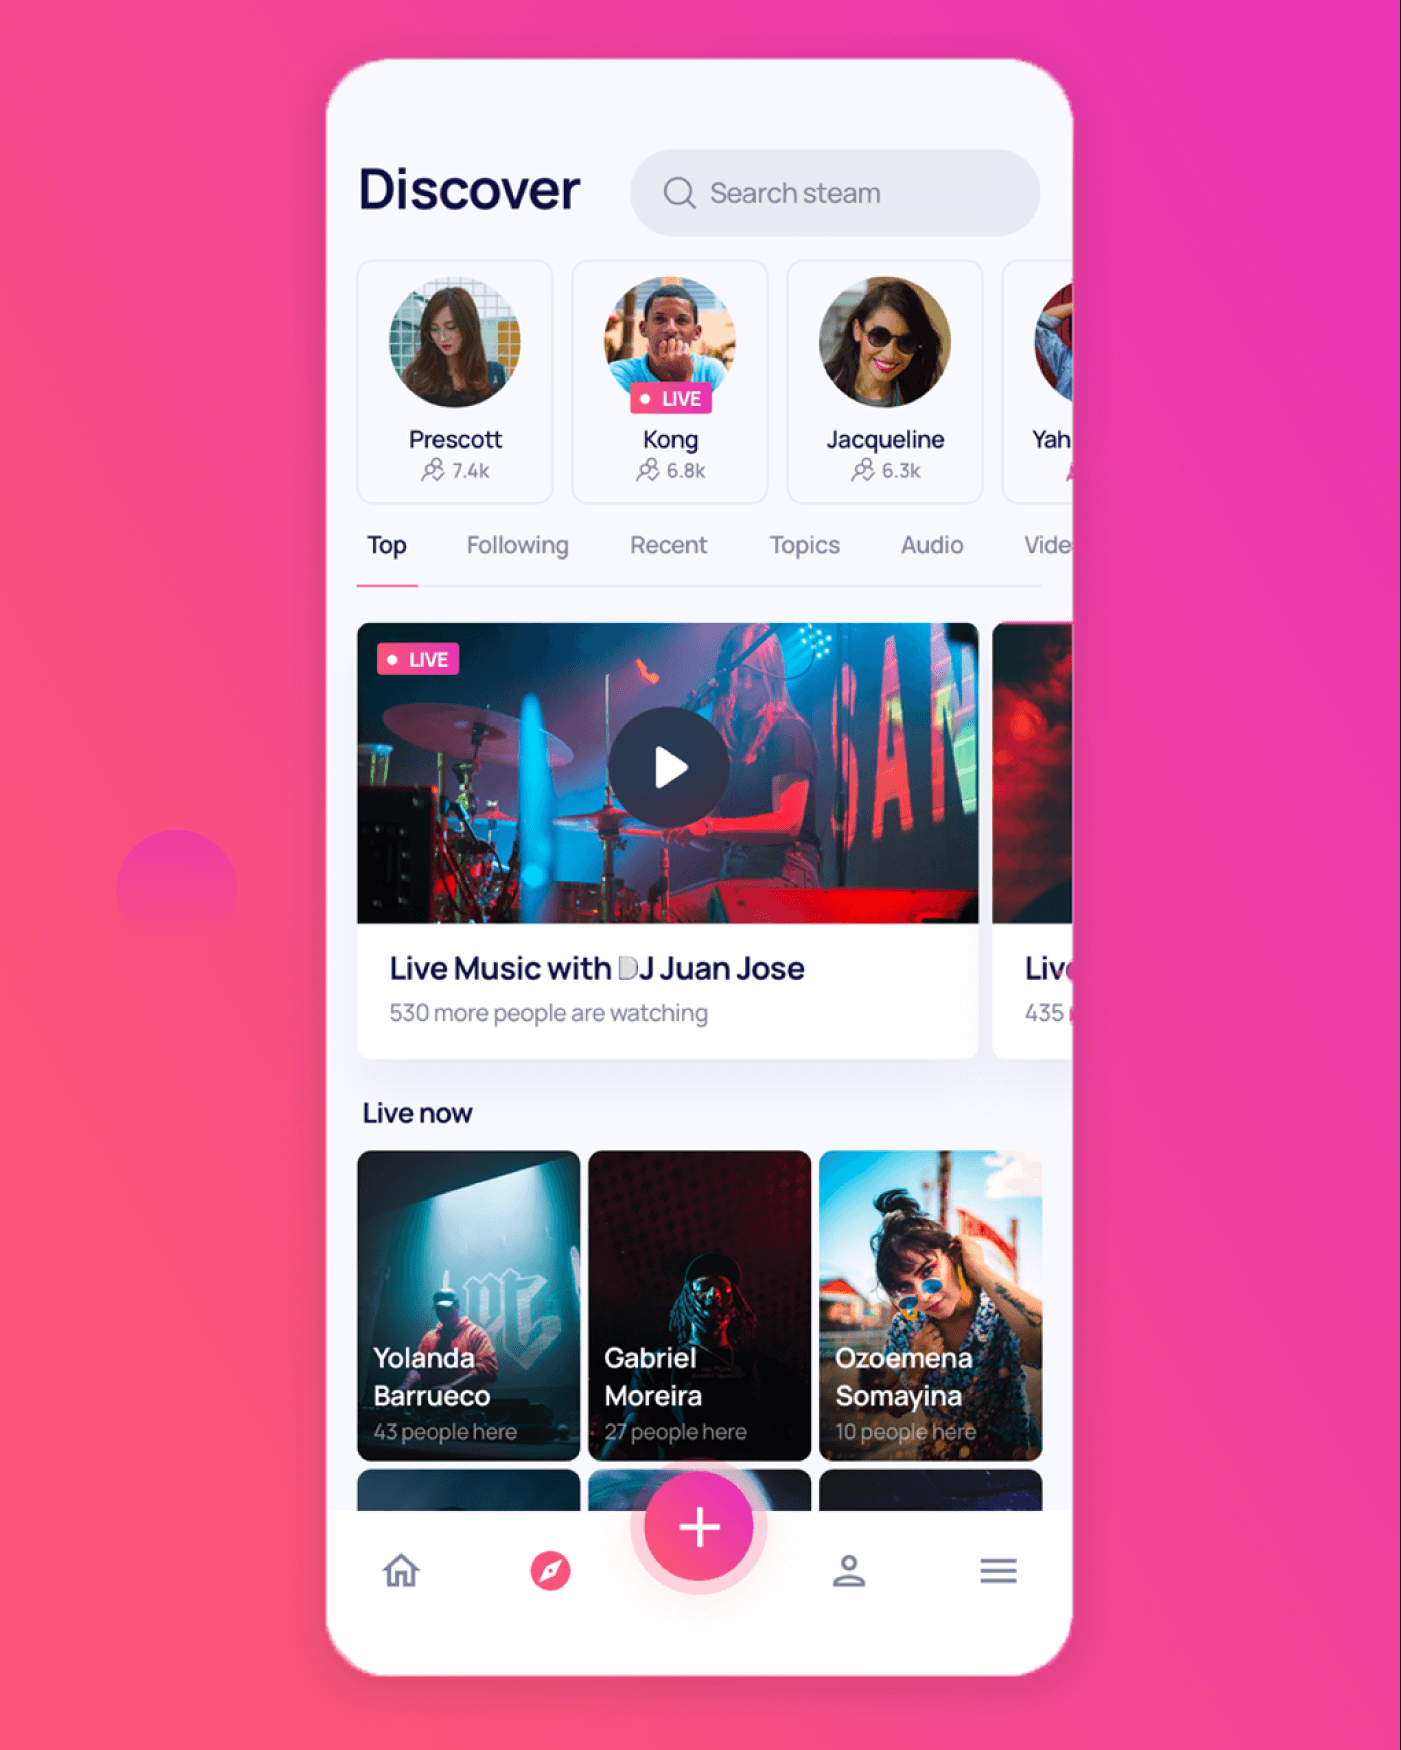 Discover
Search steam
LIVE
Prescott
Kong
Jacqueline
Yah
7.4k
6.8k
6.3k
Top
Following
Recent
Topics
Audio
Vide
LIVE
BAN
Live Music with DJ Juan Jose
Liv
530 more people are watching
435
Live now
Yolanda
Barrueco
43 people here
Gabriel
Moreira
27 people here
Ozoemena
Somayina
10 people here